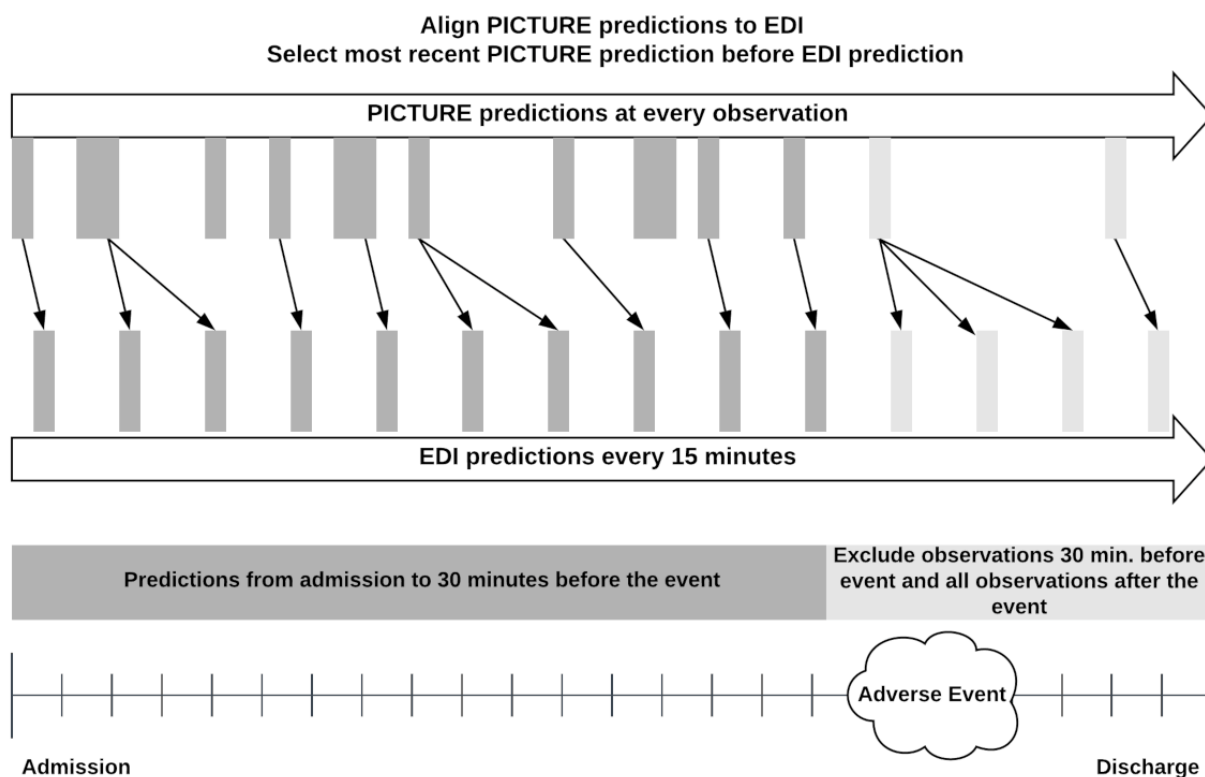 Align PICTURE predictions to EDI
Select most recent PICTURE prediction before EDI prediction
PICTURE predictions at every observation
EDI predictions every 15 minutes
Predictions from admission to 30 minutes before the event
Exclude observations 30 min. before
event and all observations after the
event
Adverse Event
Admission
Discharge